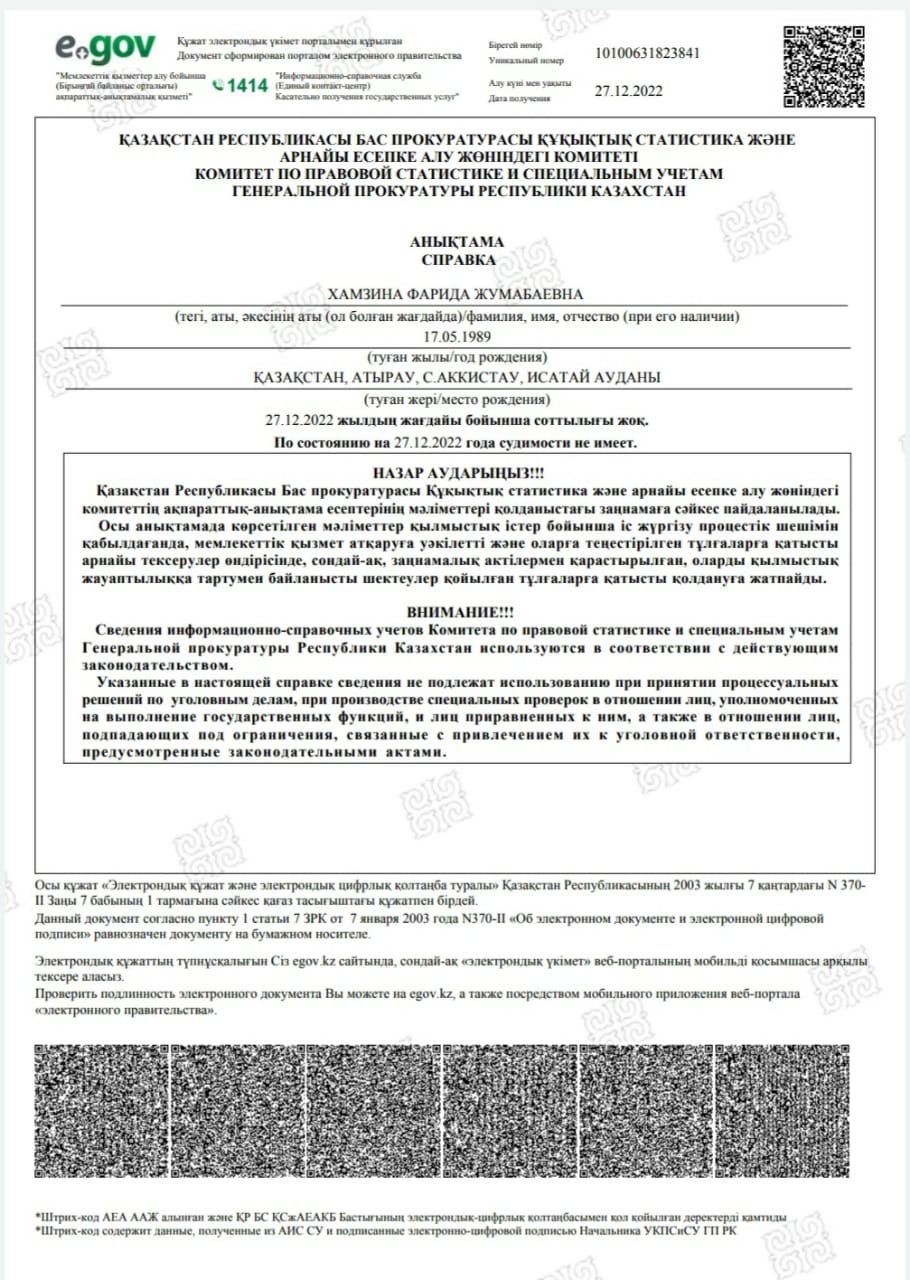 e.gov
Құжат электрондық үкімет порталымен құрылған
Документ сформирован порталом электронного правительства
"Мемлекеттік қызметтер алу бойынша
(Бірыңғай байланыс орталығы)
ақпараттық-анықтамалық қызметі"
1414
"Информационно-справочная служба
(Единый контакт-центр)
Касательно получения государственных услуг"
Бірегей нөмір
Уникальный номер
10100631823841
Алу күні мен уақыты
Дата получения
27.12.2022
ҚАЗАҚСТАН РЕСПУБЛИКАСЫ БАС ПРОКУРАТУРАСЫ ҚҰҚЫҚТЫҚ СТАТИСТИКА ЖӘНЕ
АРНАЙЫ ЕСЕПКЕ АЛУ ЖӨНІНДЕГІ КОМИТЕТІ
КОМИТЕТ ПО ПРАВОВОЙ СТАТИСТИКЕ И СПЕЦИАЛЬНЫМ УЧЕТАМ
ГЕНЕРАЛЬНОЙ ПРОКУРАТУРЫ РЕСПУБЛИКИ КАЗАХСТАН
АНЫҚТАМА
СПРАВКА
ХАМЗИНА ФАРИДА ЖУМАБАЕВНА
(тегі, аты, әкесінің аты (ол болған жағдайда)/фамилия, имя, отчество (при его наличии)
17.05.1989
(туған жылы/год рождения)
ҚАЗАҚСТАН, АТЫРАУ, С.АККИСТАУ, ИСАТАЙ АУДАНЫ
(туған жері/место рождения)
27.12.2022 жылдың жағдайы бойынша соттылығы жоқ.
По состоянию на 27.12.2022 года судимости не имеет.
НАЗАР АУДАРЫҢЫЗ!!!
Қазақстан Республикасы Бас прокуратурасы Құқықтық статистика және арнайы есепке алу жөніндегі
комитеттің ақпараттық-анықтама есептерінің мәліметтері қолданыстағы заңнамаға сәйкес пайдаланылады.
Осы анықтамада көрсетілген мәліметтер қылмыстық істер бойынша іс жүргізу процестік шешімін
қабылдағанда, мемлекеттік қызмет атқаруға уәкілетті және оларға теңестірілген тұлғаларға қатысты
арнайы тексерулер өндірісінде, сондай-ақ, заңнамалық актілермен қарастырылған, оларды қылмыстық
жауаптылыққа тартумен байланысты шектеулер қойылған тұлғаларға қатысты қолдануға жатпайды.
ВНИМАНИЕ!!!
Сведения информационно-справочных учетов Комитета по правовой статистике и специальным учетам
Генеральной прокуратуры Республики Казахстан используются в соответствии с действующим
законодательством.
Указанные в настоящей справке сведения не подлежат использованию при принятии процессуальных
решений по уголовным делам, при производстве специальных проверок в отношении лиц, уполномоченных
на выполнение государственных функций, и лиц приравненных к ним, а также в отношении лиц,
подпадающих под ограничения, связанные с привлечением их к уголовной ответственности,
предусмотренные законодательными актами.
Осы құжат «Электрондық құжат және электрондық цифрлық қолтаңба туралы» Қазақстан Республикасының 2003 жылғы 7 қаңтардағы N 370-
II Заңы 7 бабының 1 тармағына сәйкес қағаз тасығыштағы құжатпен бірдей.
Данный документ согласно пункту 1 статьи 7 ЗРК от 7 января 2003 года N370-II «Об электронном документе и электронной цифровой
подписи» равнозначен документу на бумажном носителе.
Электрондық құжаттың түпнұсқалығын Сіз egov.kz сайтында, сондай-ақ «электрондық үкімет» веб-порталының мобильді қосымшасы арқылы
тексере аласыз.
Проверить подлинность электронного документа Вы можете на egov.kz, а также посредством мобильного приложения веб-портала
«электронного правительства».
*Штрих-код АЕА ААЖ алынған және ҚР БС ҚСжАЕАКБ Бастығының электрондық-цифрлық қолтаңбасымен қол қойылған деректерді қамтиды
*Штрих-код содержит данные, полученные из АИС СУ и подписанные электронно-цифровой подписью Начальника УКПСиСУ ГП РК